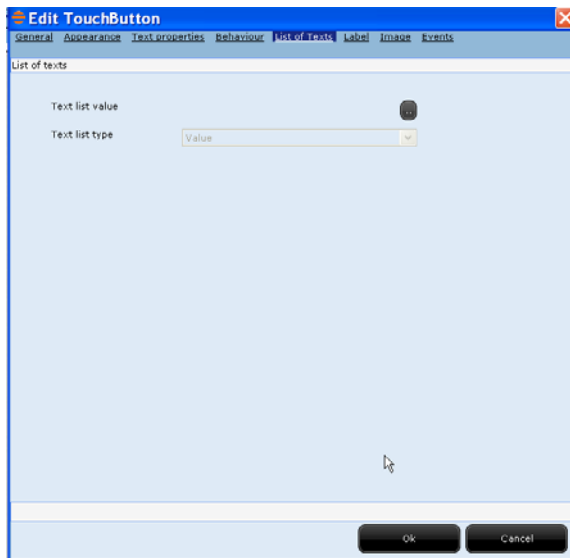 Edit TouchButton
General Appearance Text properties Behaviour List of Texts Label Image Events
List of texts
Text list value ...
Text list type Value
Ok Cancel